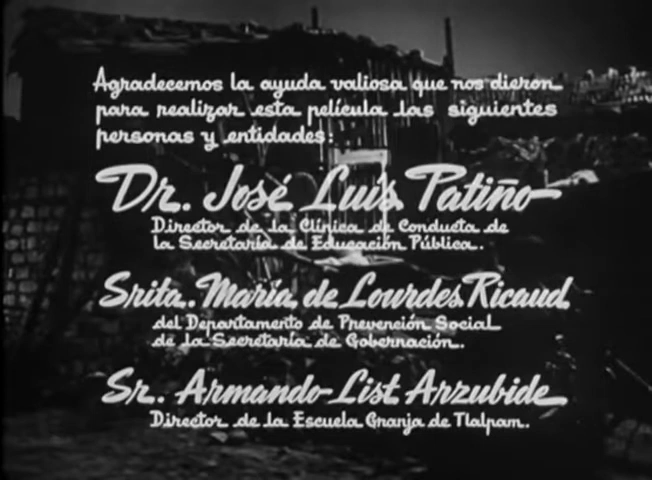 Agradecemos la ayuda valiosa que nos dieron
para realizar esta película las siguientes
personas y entidades:
Dr. José Luis Patiño
Director de la Clínica de Conducta de
la Secretaría de Educación Pública.
Srita. María de Lourdes Ricaud
del Departamento de Prevención Social
de la Secretaría de Gobernación.
Sr. Armando List Arzubide
Director de la Escuela Granja de Tlalpam.